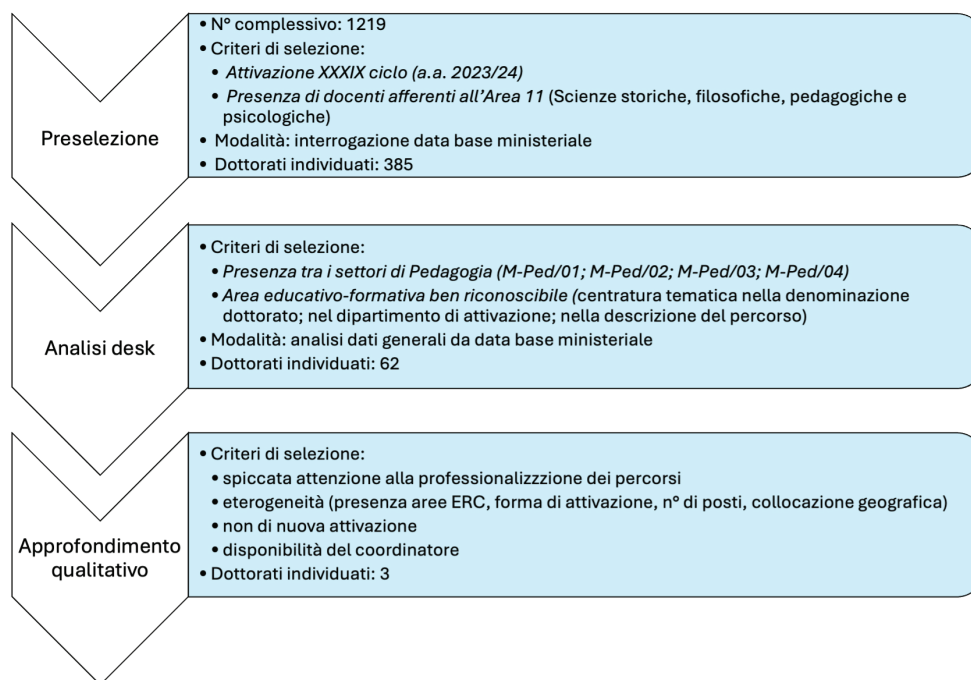 Preselezione
• N° complessivo: 1219
• Criteri di selezione:
• Attivazione XXXIX ciclo (a.a. 2023/24)
• Presenza di docenti afferenti all’Area 11 (Scienze storiche, filosofiche, pedagogiche e
psicologiche)
• Modalità: interrogazione data base ministeriale
• Dottorati individuati: 385
Analisi desk
• Criteri di selezione:
• Presenza tra i settori di Pedagogia (M-Ped/01; M-Ped/02; M-Ped/03; M-Ped/04)
• Area educativo-formativa ben riconoscibile (centratura tematica nella denominazione
dottorato; nel dipartimento di attivazione; nella descrizione del percorso)
• Modalità: analisi dati generali da data base ministeriale
• Dottorati individuati: 62
Approfondimento
qualitativo
• Criteri di selezione:
• spiccata attenzione alla professionalizzzione dei percorsi
• eterogeneità (presenza aree ERC, forma di attivazione, n° di posti, collocazione geografica)
• non di nuova attivazione
• disponibilità del coordinatore
• Dottorati individuati: 3